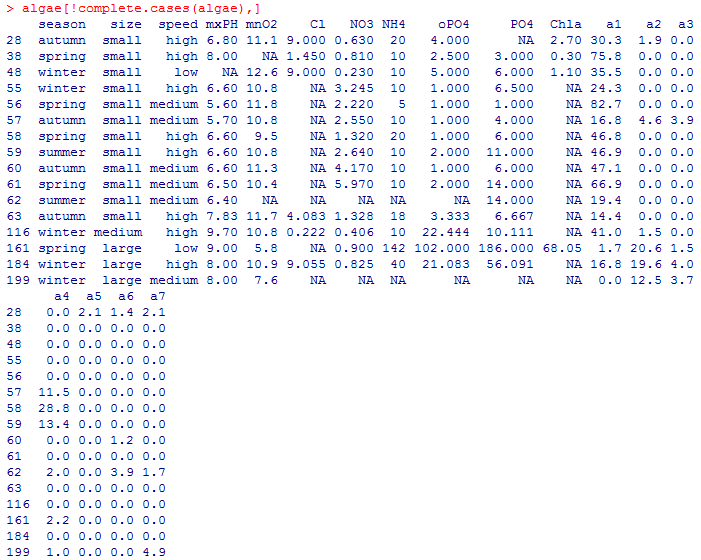 > algae[!complete.cases(algae),]
    season   size  speed mxPH mnO2    Cl   NO3 NH4    oPO4     PO4  Chla   a1   a2  a3
28  autumn  small   high 6.80 11.1 9.000 0.630  20   4.000      NA  2.70 30.3  1.9 0.0
38  spring  small   high 8.00   NA 1.450 0.810  10   2.500   3.000  0.30 75.8  0.0 0.0
48  winter  small    low   NA 12.6 9.000 0.230  10   5.000   6.000  1.10 35.5  0.0 0.0
55  winter  small   high 6.60 10.8    NA 3.245  10   1.000   6.500    NA 24.3  0.0 0.0
56  spring  small medium 5.60 11.8    NA 2.220   5   1.000   1.000    NA 82.7  0.0 0.0
57  autumn  small medium 5.70 10.8    NA 2.550  10   1.000   4.000    NA 16.8  4.6 3.9
58  spring  small   high 6.60  9.5    NA 1.320  20   1.000   6.000    NA 46.8  0.0 0.0
59  summer  small   high 6.60 10.8    NA 2.640  10   2.000  11.000    NA 46.9  0.0 0.0
60  autumn  small medium 6.60 11.3    NA 4.170  10   1.000   6.000    NA 47.1  0.0 0.0
61  spring  small medium 6.50 10.4    NA 5.970  10   2.000  14.000    NA 66.9  0.0 0.0
62  summer  small medium 6.40   NA    NA    NA  NA      NA  14.000    NA 19.4  0.0 0.0
63  autumn  small   high 7.83 11.7 4.083 1.328  18   3.333   6.667    NA 14.4  0.0 0.0
116 winter medium   high 9.70 10.8 0.222 0.406  10  22.444  10.111    NA 41.0  1.5 0.0
161 spring  large    low 9.00  5.8    NA 0.900 142 102.000 186.000 68.05  1.7 20.6 1.5
184 winter  large   high 8.00 10.9 9.055 0.825  40  21.083  56.091    NA 16.8 19.6 4.0
199 winter  large medium 8.00  7.6    NA    NA  NA      NA      NA    NA  0.0 12.5 3.7
      a4  a5  a6  a7
28   0.0 2.1 1.4 2.1
38   0.0 0.0 0.0 0.0
48   0.0 0.0 0.0 0.0
55   0.0 0.0 0.0 0.0
56   0.0 0.0 0.0 0.0
57  11.5 0.0 0.0 0.0
58  28.8 0.0 0.0 0.0
59  13.4 0.0 0.0 0.0
60   0.0 0.0 1.2 0.0
61   0.0 0.0 0.0 0.0
62   2.0 0.0 3.9 1.7
63   0.0 0.0 0.0 0.0
116  0.0 0.0 0.0 0.0
161  2.2 0.0 0.0 0.0
184  0.0 0.0 0.0 0.0
199  1.0 0.0 0.0 4.9